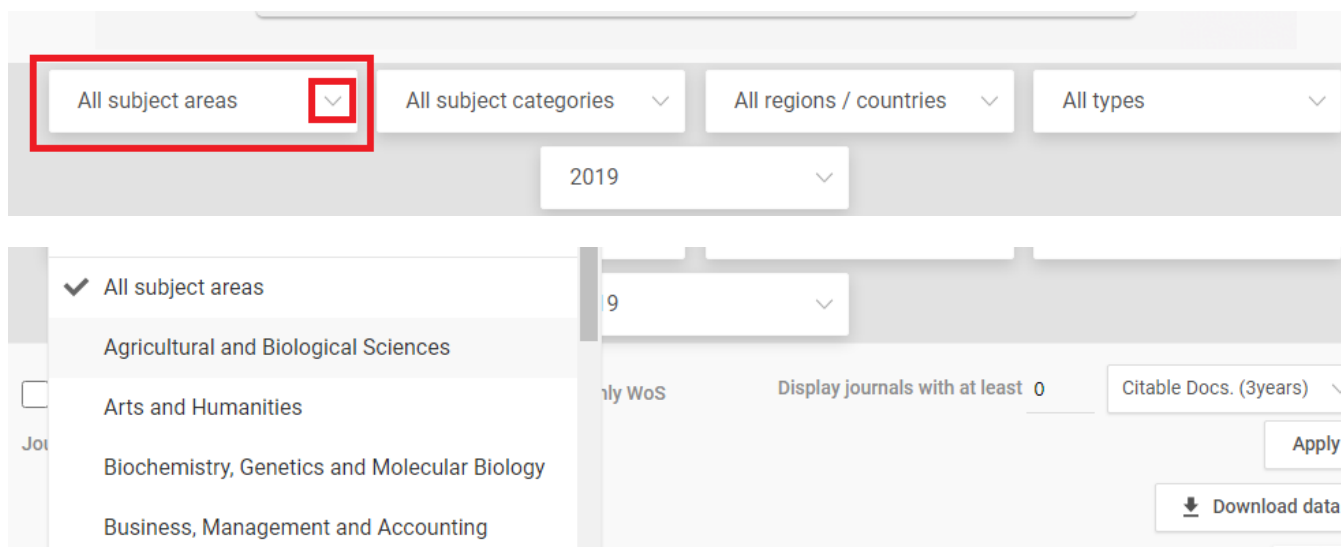 All subject areas All subject categories All regions / countries All types
2019
All subject areas
9
Agricultural and Biological Sciences
only WoS Display journals with at least 0 Citable Docs. (3years)
Arts and Humanities
Apply
Biochemistry, Genetics and Molecular Biology
Download data
Business, Management and Accounting